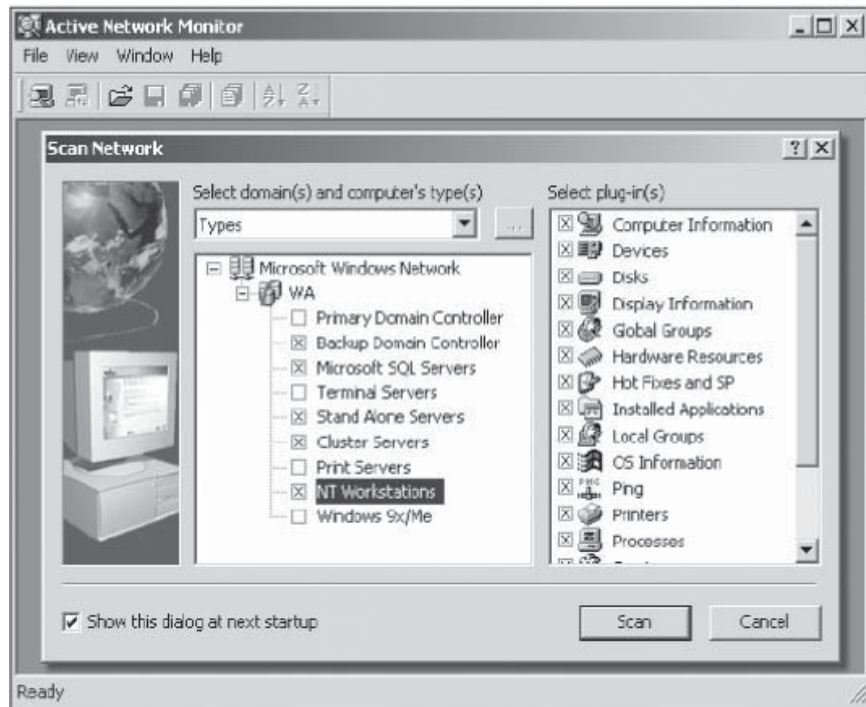 Active Network Monitor
File View Window Help
Scan Network
Select domain(s) and computer's type(s)
Types
...
Microsoft Windows Network
WA
Primary Domain Controller
Backup Domain Controller
Microsoft SQL Servers
Terminal Servers
Stand Alone Servers
Cluster Servers
Print Servers
NT Workstations
Windows 9x/Me
Select plug-in(s)
Computer Information
Devices
Disks
Display Information
Global Groups
Hardware Resources
Hot Fixes and SP
Installed Applications
Local Groups
OS Information
Ping
Printers
Processes
Show this dialog at next startup
Scan
Cancel
Ready